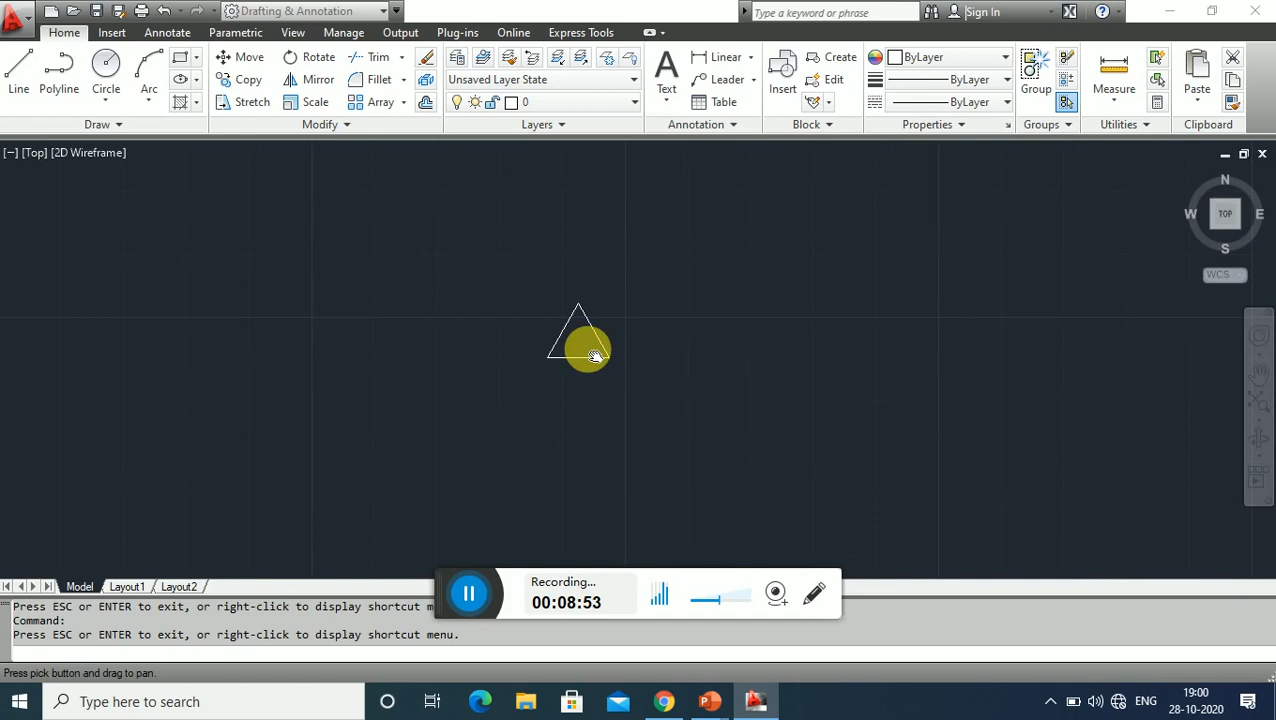 Drafting & Annotation
Type a keyword or phrase
Sign In
Home Insert Annotate Parametric View Manage Output Plug-ins Online Express Tools
Line Polyline Circle Arc
Move Rotate Trim
Copy Mirror Fillet
Stretch Scale Array
Unsaved Layer State
0
Text
Linear
Leader
Table
Insert
Create
Edit
ByLayer
ByLayer
ByLayer
Group
Measure
Paste
Draw Modify Layers Annotation Block Properties Groups Utilities Clipboard
[−] [Top] [2D Wireframe]
N
W TOP E
S
WCS
Model Layout1 Layout2
Recording...
00:08:53
Press ESC or ENTER to exit, or right-click to display shortcut m
Command:
Press ESC or ENTER to exit, or right-click to display shortcut menu.
Press pick button and drag to pan.
Type here to search
ENG
19:00
28-10-2020